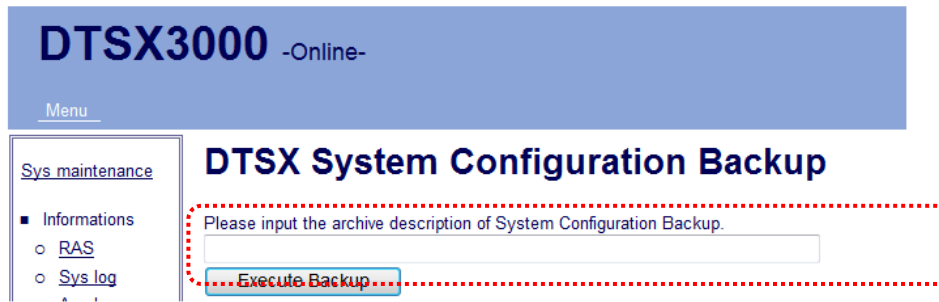 DTSX3000 -Online-
Menu
Sys maintenance
■ Informations
o RAS
o Sys log
DTSX System Configuration Backup
Please input the archive description of System Configuration Backup.
Execute Backup